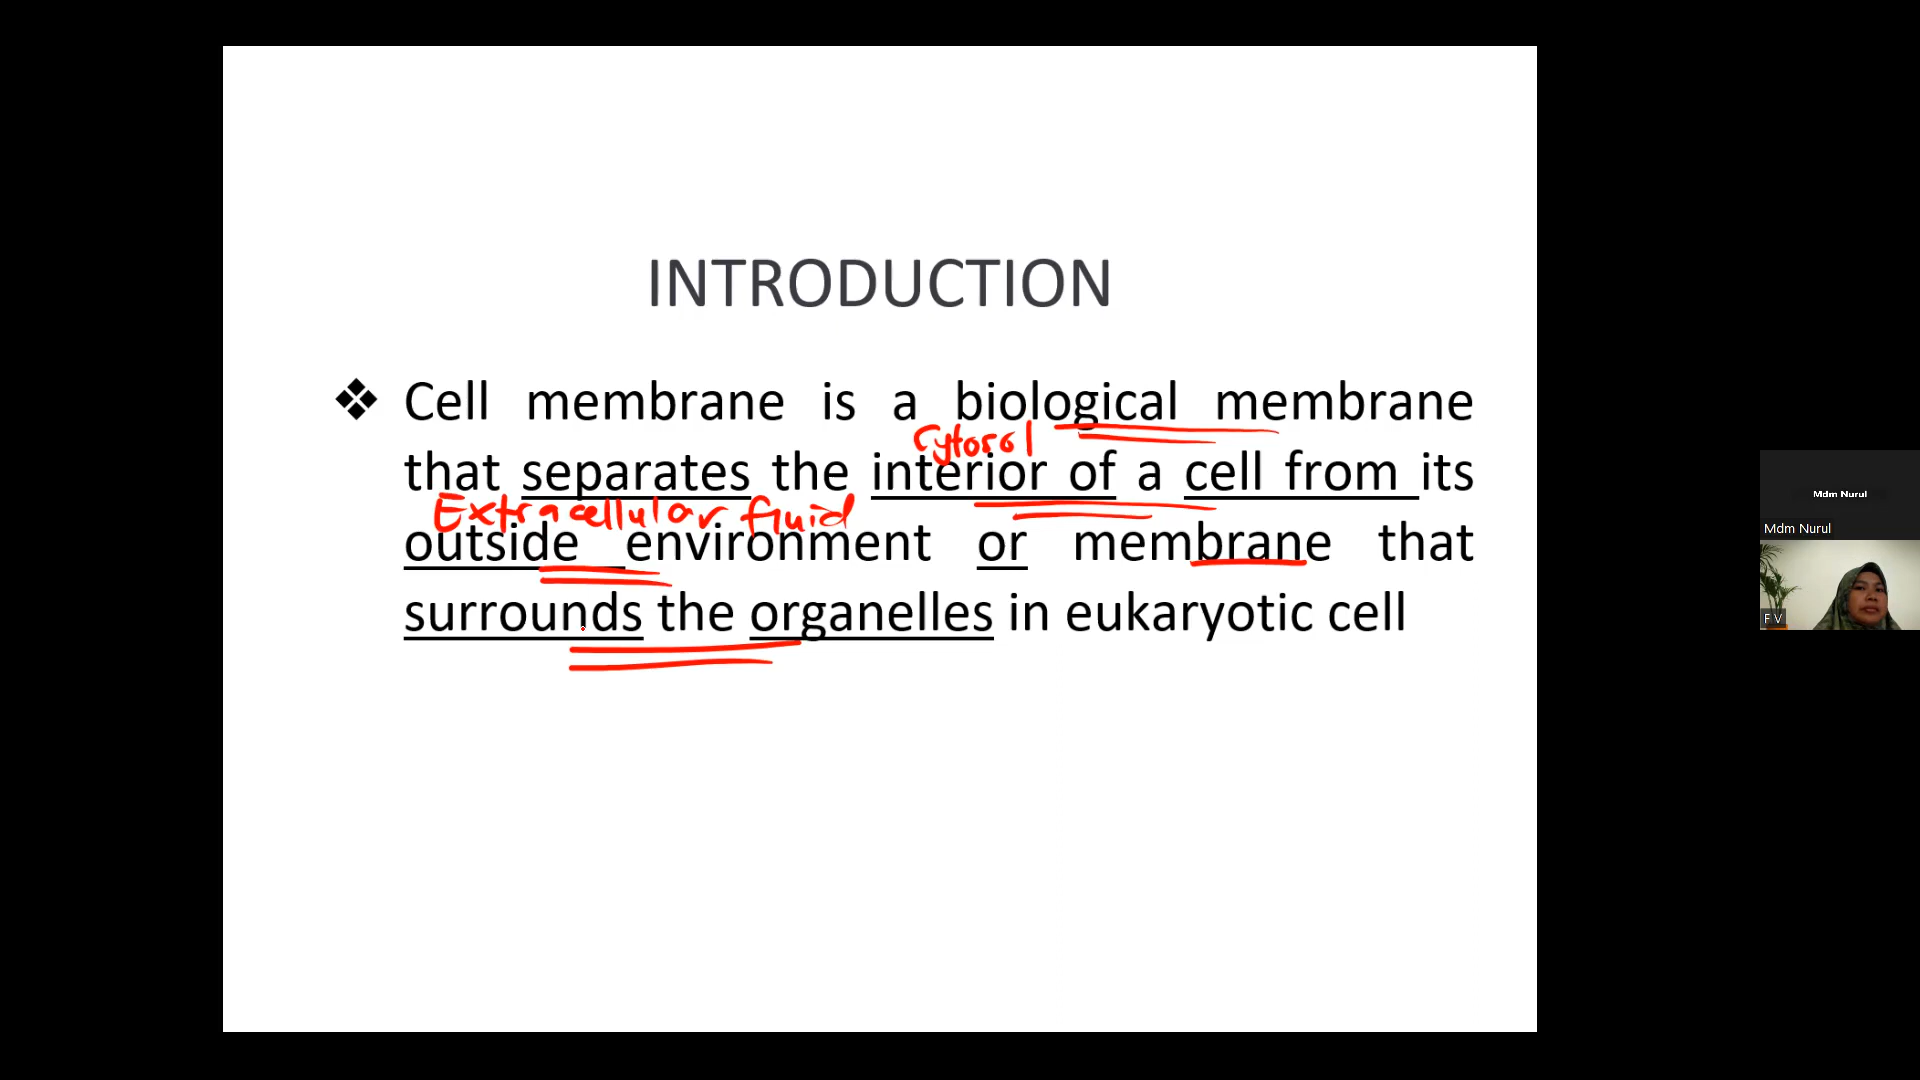 INTRODUCTION
❖ Cell membrane is a biological membrane
Cytosol
that separates the interior of a cell from its
Extracellular fluid
outside environment or membrane that
surrounds the organelles in eukaryotic cell
Mdm Nurul
Mdm Nurul
F V